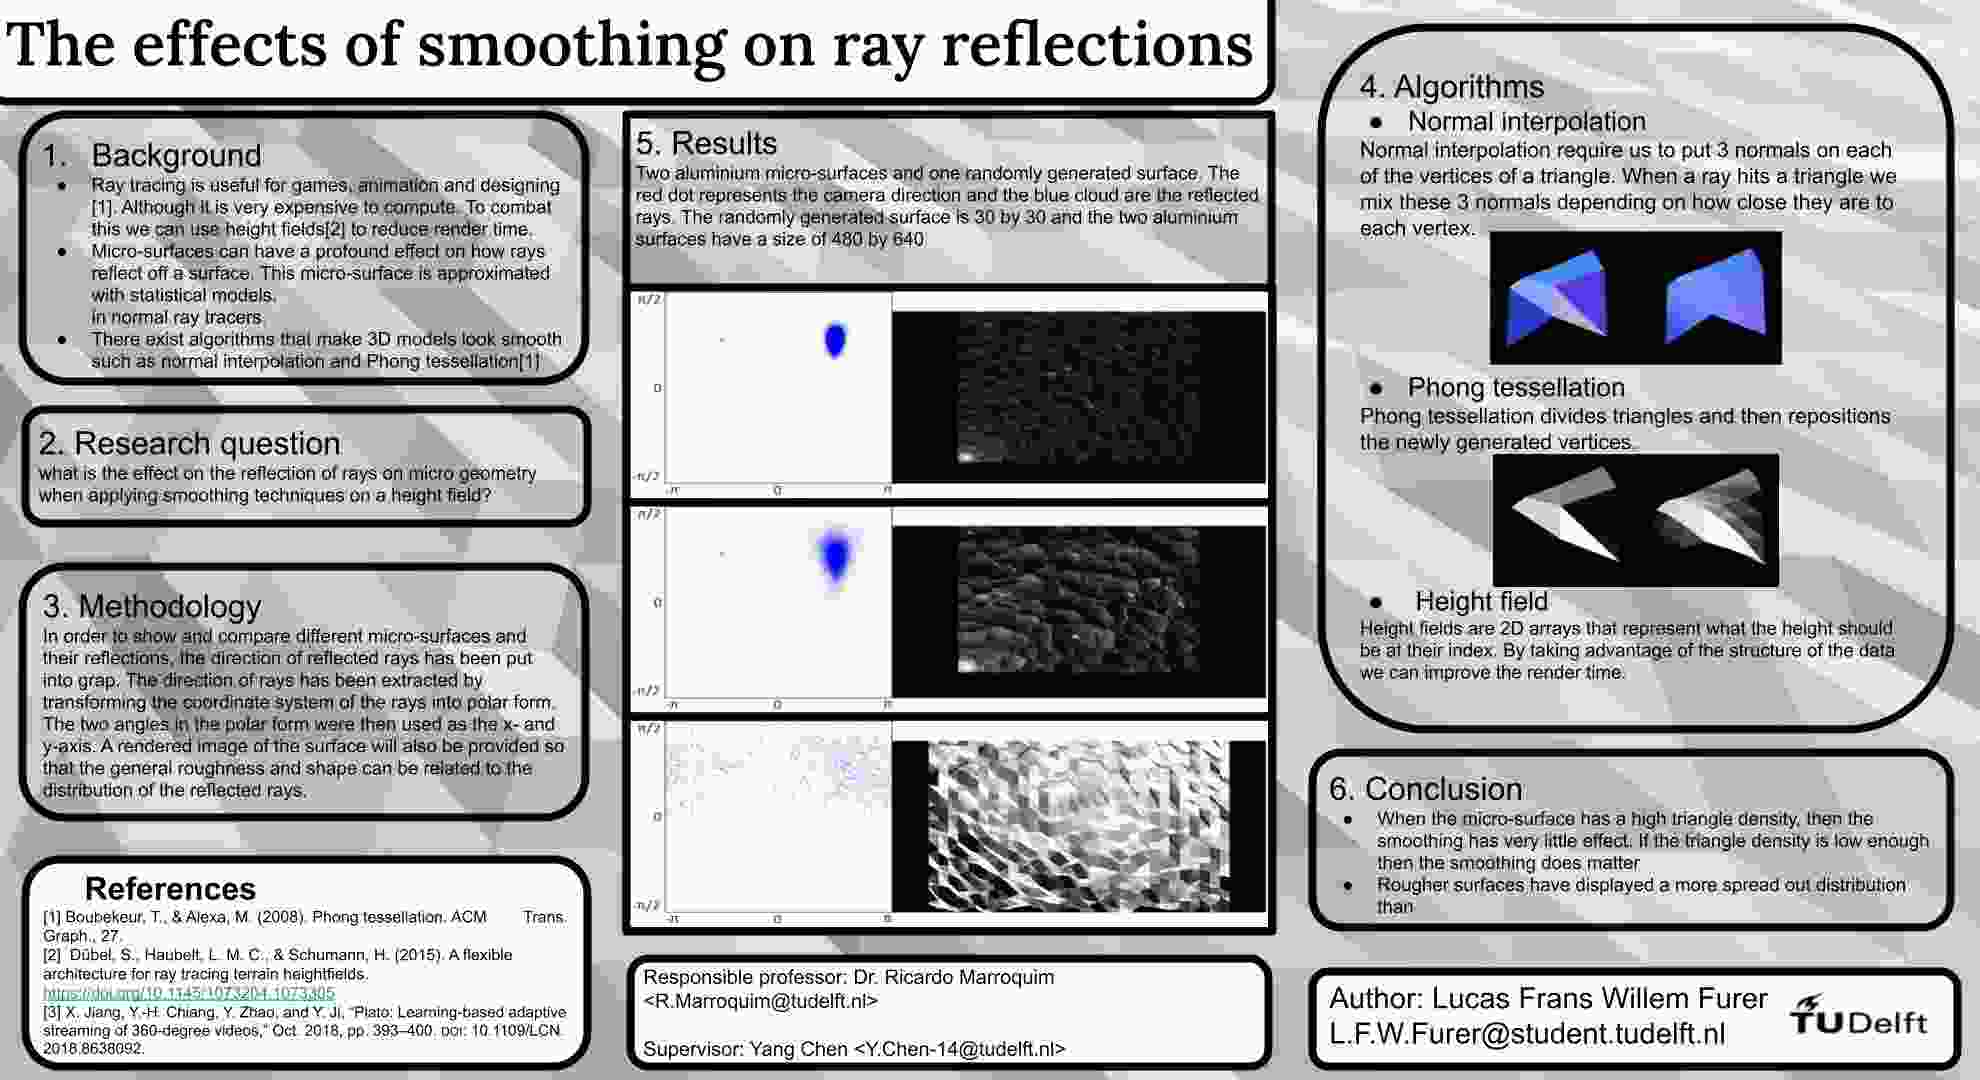 The effects of smoothing on ray reflections
1. Background
● Ray tracing is useful for games, animation and designing
[1]. Although it is very expensive to compute. To combat
this we can use height fields[2] to reduce render time.
● Micro-surfaces can have a profound effect on how rays
reflect off a surface. This micro-surface is approximated
with statistical models.
in normal ray tracers
● There exist algorithms that make 3D models look smooth
such as normal interpolation and Phong tessellation[1]
2. Research question
what is the effect on the reflection of rays on micro geometry
when applying smoothing techniques on a height field?
3. Methodology
In order to show and compare different micro-surfaces and
their reflections, the direction of reflected rays has been put
into grap. The direction of rays has been extracted by
transforming the coordinate system of the rays into polar form.
The two angles in the polar form were then used as the x- and
y-axis. A rendered image of the surface will also be provided so
that the general roughness and shape can be related to the
distribution of the reflected rays.
References
[1] Boubekeur, T., & Alexa, M. (2008). Phong tessellation. ACM Trans.
Graph., 27.
[2] Dübel, S., Haubelt, L. M. C., & Schumann, H. (2015). A flexible
architecture for ray tracing terrain heightfields.
https://doi.org/10.1145/1073204.1073305
[3] X. Jiang, Y.-H. Chiang, Y. Zhao, and Y. Ji, “Plato: Learning-based adaptive
streaming of 360-degree videos,” Oct. 2018, pp. 393–400. doi: 10.1109/LCN.
2018.8638092.
5. Results
Two aluminium micro-surfaces and one randomly generated surface. The
red dot represents the camera direction and the blue cloud are the reflected
rays. The randomly generated surface is 30 by 30 and the two aluminium
surfaces have a size of 480 by 640
π/2
0
-π/2
-π 0 π
π/2
0
-π/2
-π 0 π
π/2
0
-π/2
-π 0 π
Responsible professor: Dr. Ricardo Marroquim
<R.Marroquim@tudelft.nl>
Supervisor: Yang Chen <Y.Chen-14@tudelft.nl>
4. Algorithms
● Normal interpolation
Normal interpolation require us to put 3 normals on each
of the vertices of a triangle. When a ray hits a triangle we
mix these 3 normals depending on how close they are to
each vertex.
● Phong tessellation
Phong tessellation divides triangles and then repositions
the newly generated vertices.
● Height field
Height fields are 2D arrays that represent what the height should
be at their index. By taking advantage of the structure of the data
we can improve the render time.
6. Conclusion
● When the micro-surface has a high triangle density, then the
smoothing has very little effect. If the triangle density is low enough
then the smoothing does matter
● Rougher surfaces have displayed a more spread out distribution
than
Author: Lucas Frans Willem Furer
L.F.W.Furer@student.tudelft.nl
TU Delft